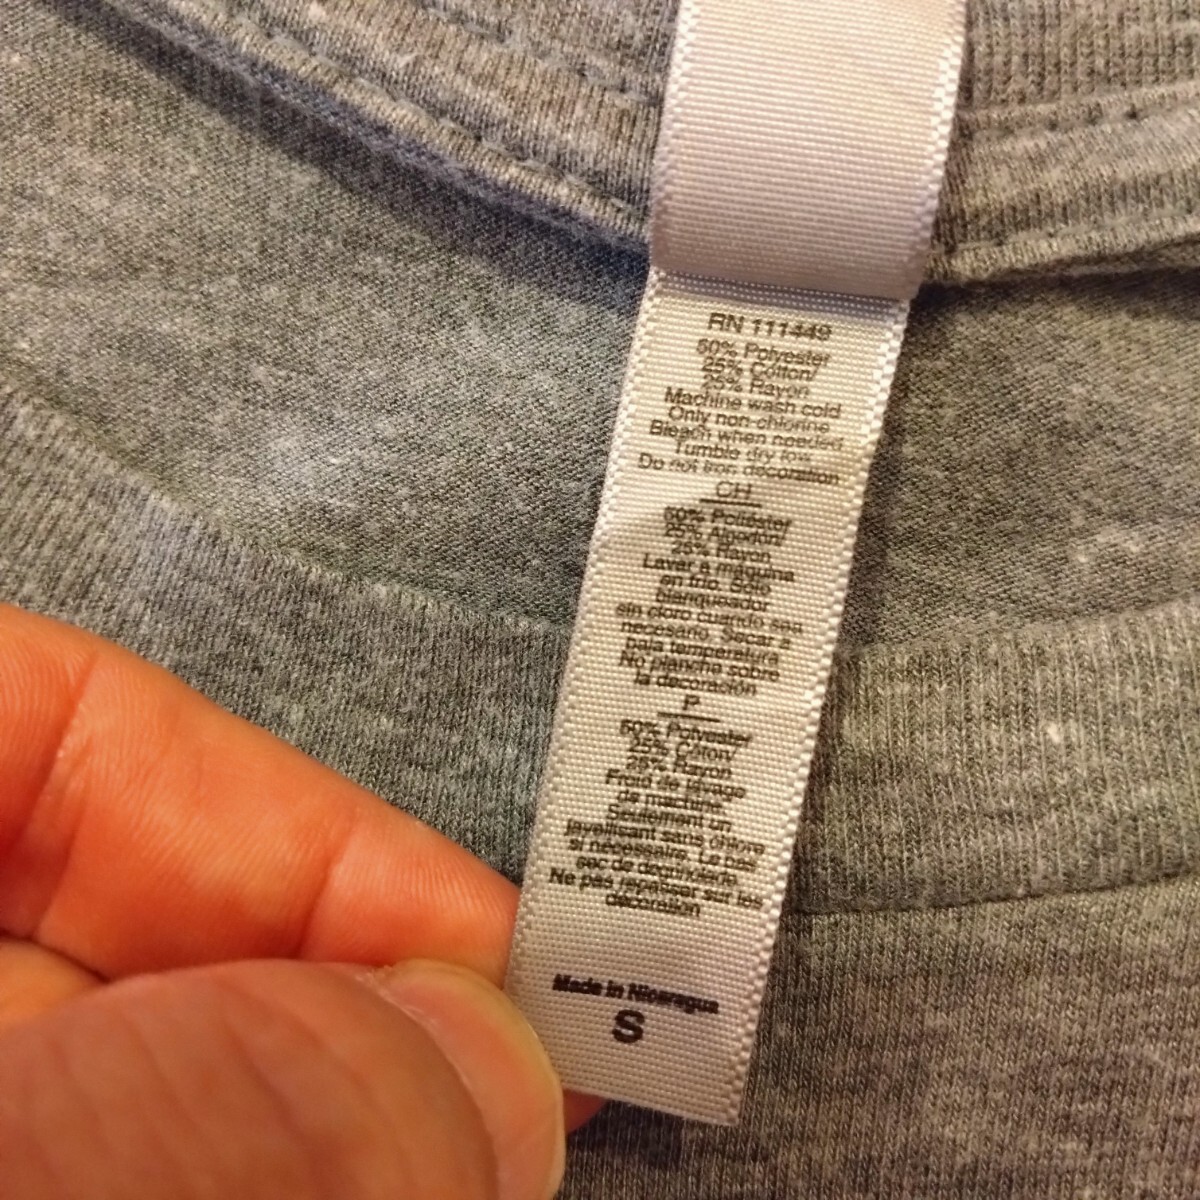 RN 111449
50% Polyester
25% Cotton/
25% Rayon
Machine wash cold
Only non-chlorine
Bleach when needed
Tumble dry low
Do not iron decoration
CH
50% Poliéster
25% Algodón/
25% Rayon
Lavar a máquina
en frío. Solo
blanqueador
sin cloro cuando sea
necesario. Secar a
baja temperatura
No planche sobre
la decoración
P
50% Polyester
25% Cotton/
25% Rayon
Froid de lavage
de machine
Seulement un
javellisant sans chlore
si nécessaire. Le bas
sec de dégringolade.
Ne pas repasser sur les
décoration
Made in Nicaragua
S